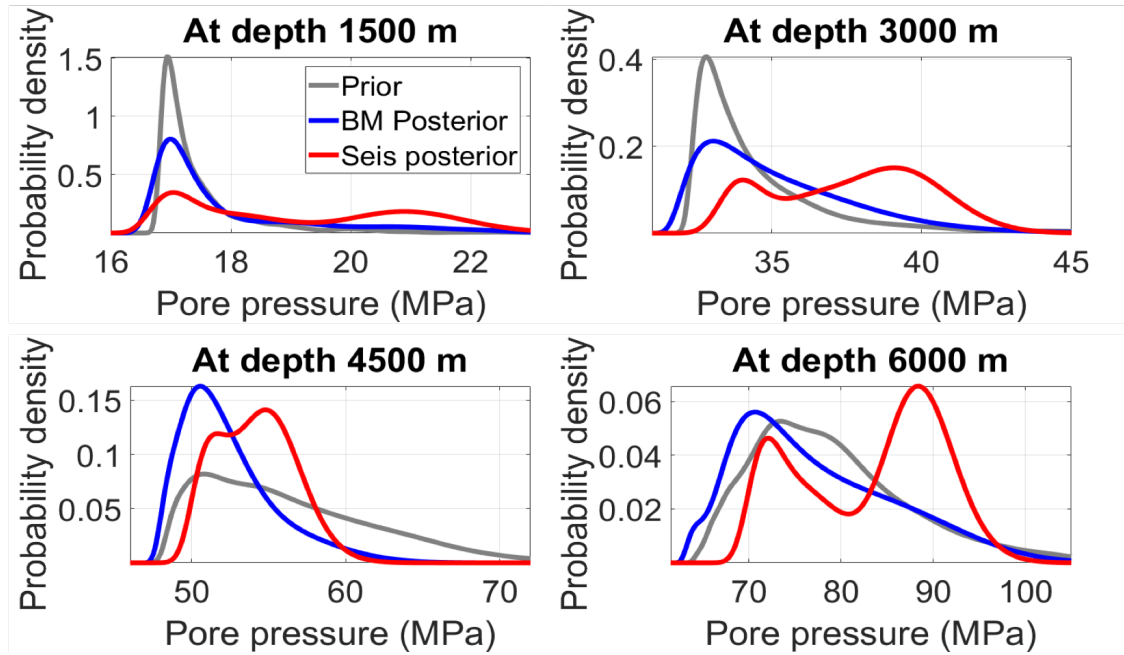 At depth 1500 m
Probability density
1.5
1
0.5
Prior
BM Posterior
Seis posterior
16 18 20 22
Pore pressure (MPa)
At depth 3000 m
Probability density
0.4
0.2
35 40 45
Pore pressure (MPa)
At depth 4500 m
Probability density
0.15
0.1
0.05
50 60 70
Pore pressure (MPa)
At depth 6000 m
Probability density
0.06
0.04
0.02
70 80 90 100
Pore pressure (MPa)